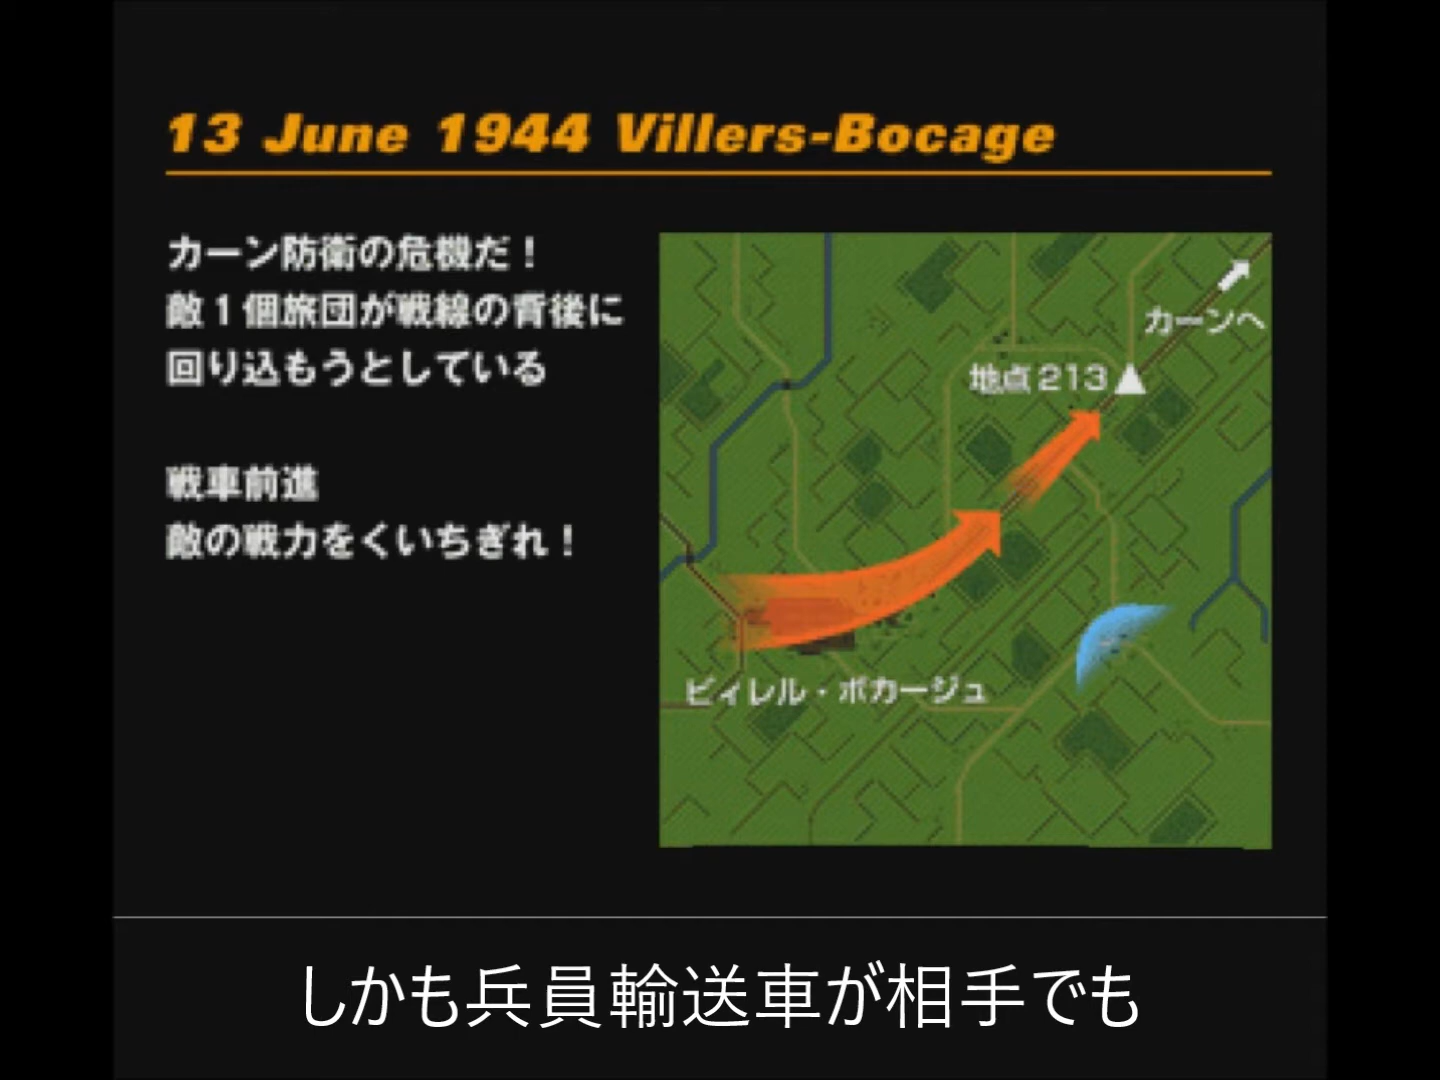 13 June 1944 Villers-Bocage
カーン防衛の危機だ！
敵１個旅団が戦線の背後に
回り込もうとしている
戦車前進
敵の戦力をくいちぎれ！
カーンへ
地点213
ビィレル・ボカージュ
しかも兵員輸送車が相手でも